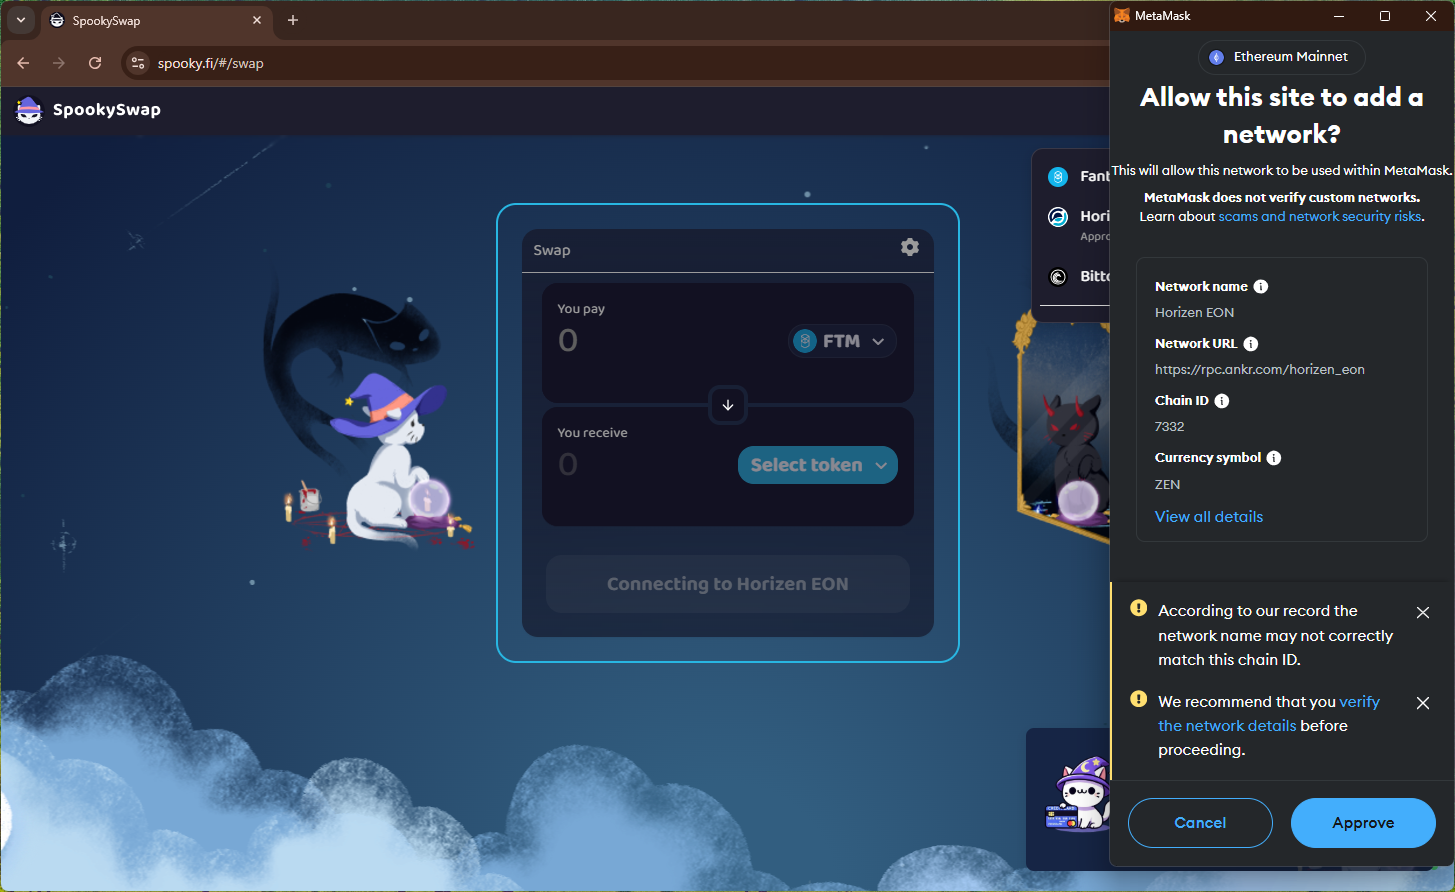 SpookySwap
spooky.fi/#/swap
SpookySwap
Swap
You pay
0
FTM
You receive
0
Select token
Connecting to Horizen EON
Fant
Hori
Appro
Bitto
MetaMask
Ethereum Mainnet
Allow this site to add a
network?
This will allow this network to be used within MetaMask.
MetaMask does not verify custom networks.
Learn about scams and network security risks.
Network name
Horizen EON
Network URL
https://rpc.ankr.com/horizen_eon
Chain ID
7332
Currency symbol
ZEN
View all details
According to our record the
network name may not correctly
match this chain ID.
We recommend that you verify
the network details before
proceeding.
Cancel
Approve